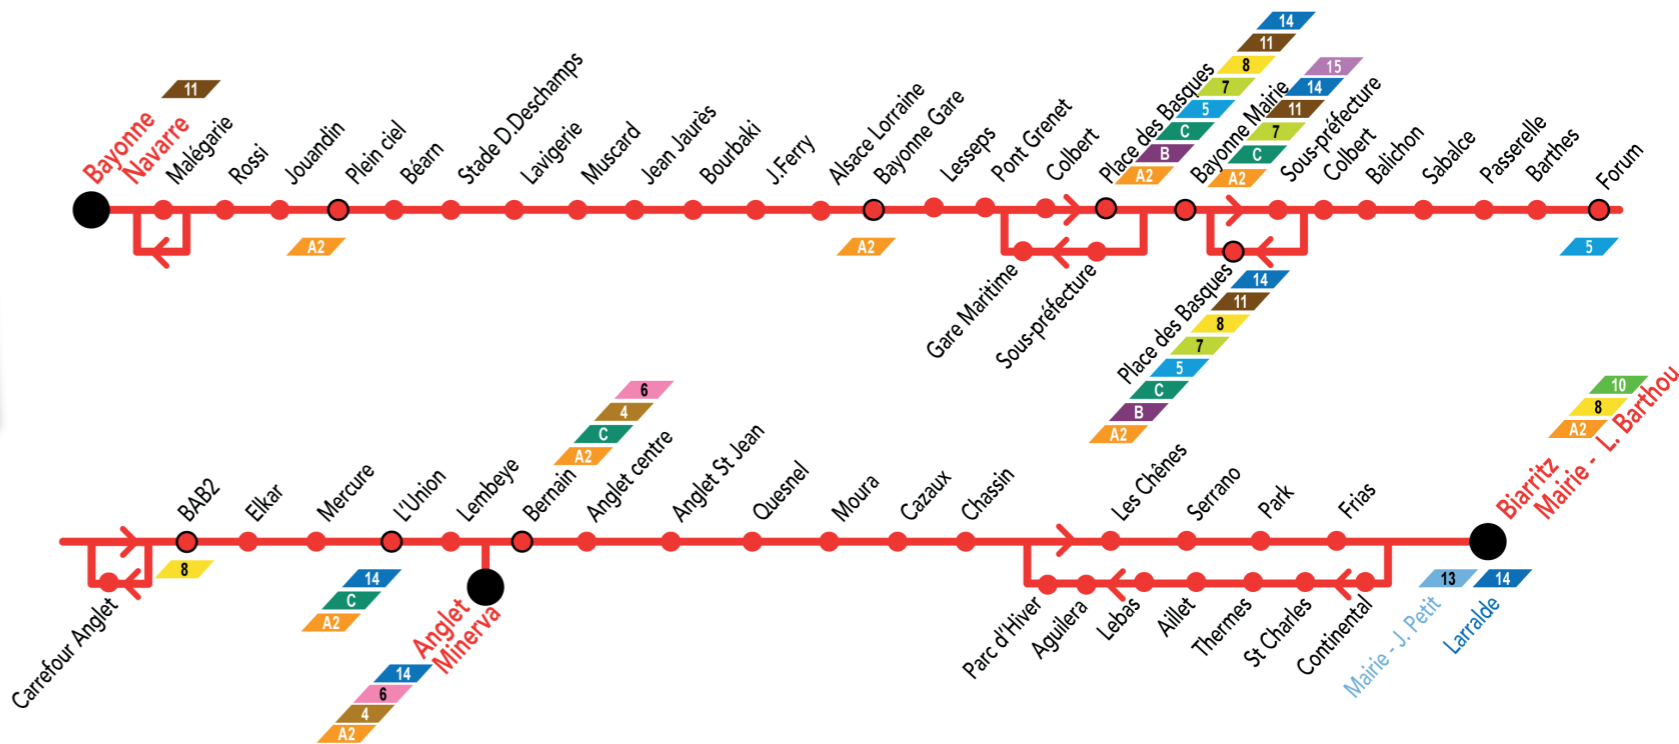 11
Bayonne
Navarre
Malégarie
Rossi
Jouandin
Plein ciel
A2
Béarn
Stade D.Deschamps
Lavigerie
Muscard
Jean Jaurès
Bourbaki
J.Ferry
Alsace Lorraine
Bayonne Gare
A2
Lesseps
Pont Grenet
Colbert
Place des Basques
14
11
8
7
5
C
B
A2
Bayonne Mairie
15
14
11
7
C
A2
Sous-préfecture
Colbert
Balichon
Sabalce
Passerelle
Barthes
Forum
5
Gare Maritime
Sous-préfecture
Place des Basques
14
11
8
7
5
C
B
A2
Carrefour Anglet
BAB2
8
Elkar
Mercure
L'Union
14
C
A2
Lembeye
Anglet
Minerva
14
6
4
A2
Bernain
6
4
C
A2
Anglet centre
Anglet St Jean
Quesnel
Moura
Cazaux
Chassin
Les Chênes
Serrano
Park
Frias
Parc d'Hiver
Aguilera
Lebas
Aillet
Thermes
St Charles
Continental
10
8
A2
Biarritz
Mairie - L. Barthou
13
Mairie - J. Petit
14
Larralde